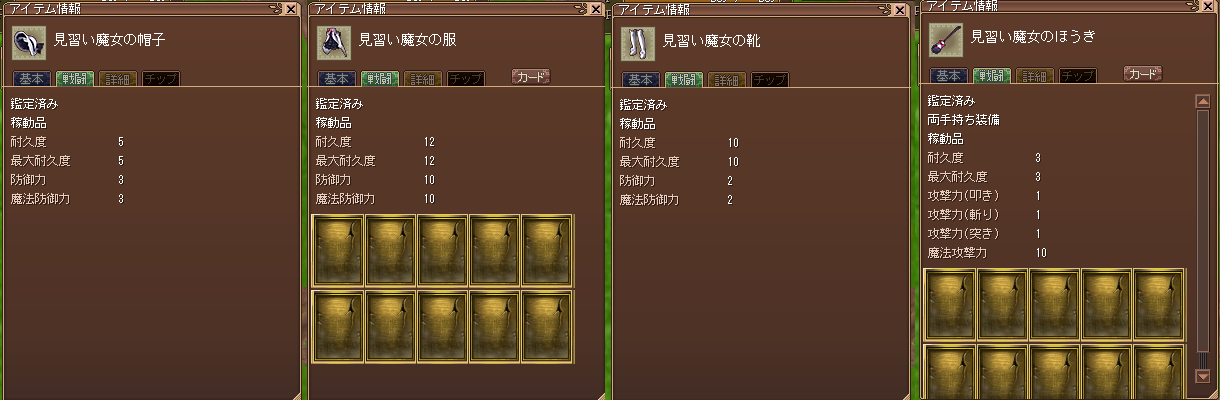 アイテム情報
見習い魔女の帽子
基本 戦闘 詳細 チップ
鑑定済み
稼動品
耐久度 5
最大耐久度 5
防御力 3
魔法防御力 3
アイテム情報
見習い魔女の服
基本 戦闘 詳細 チップ カード
鑑定済み
稼動品
耐久度 12
最大耐久度 12
防御力 10
魔法防御力 10
アイテム情報
見習い魔女の靴
基本 戦闘 詳細 チップ
鑑定済み
稼動品
耐久度 10
最大耐久度 10
防御力 2
魔法防御力 2
アイテム情報
見習い魔女のほうき
基本 戦闘 詳細 チップ カード
鑑定済み
両手持ち装備
稼動品
耐久度 3
最大耐久度 3
攻撃力(叩き) 1
攻撃力(斬り) 1
攻撃力(突き) 1
魔法攻撃力 10